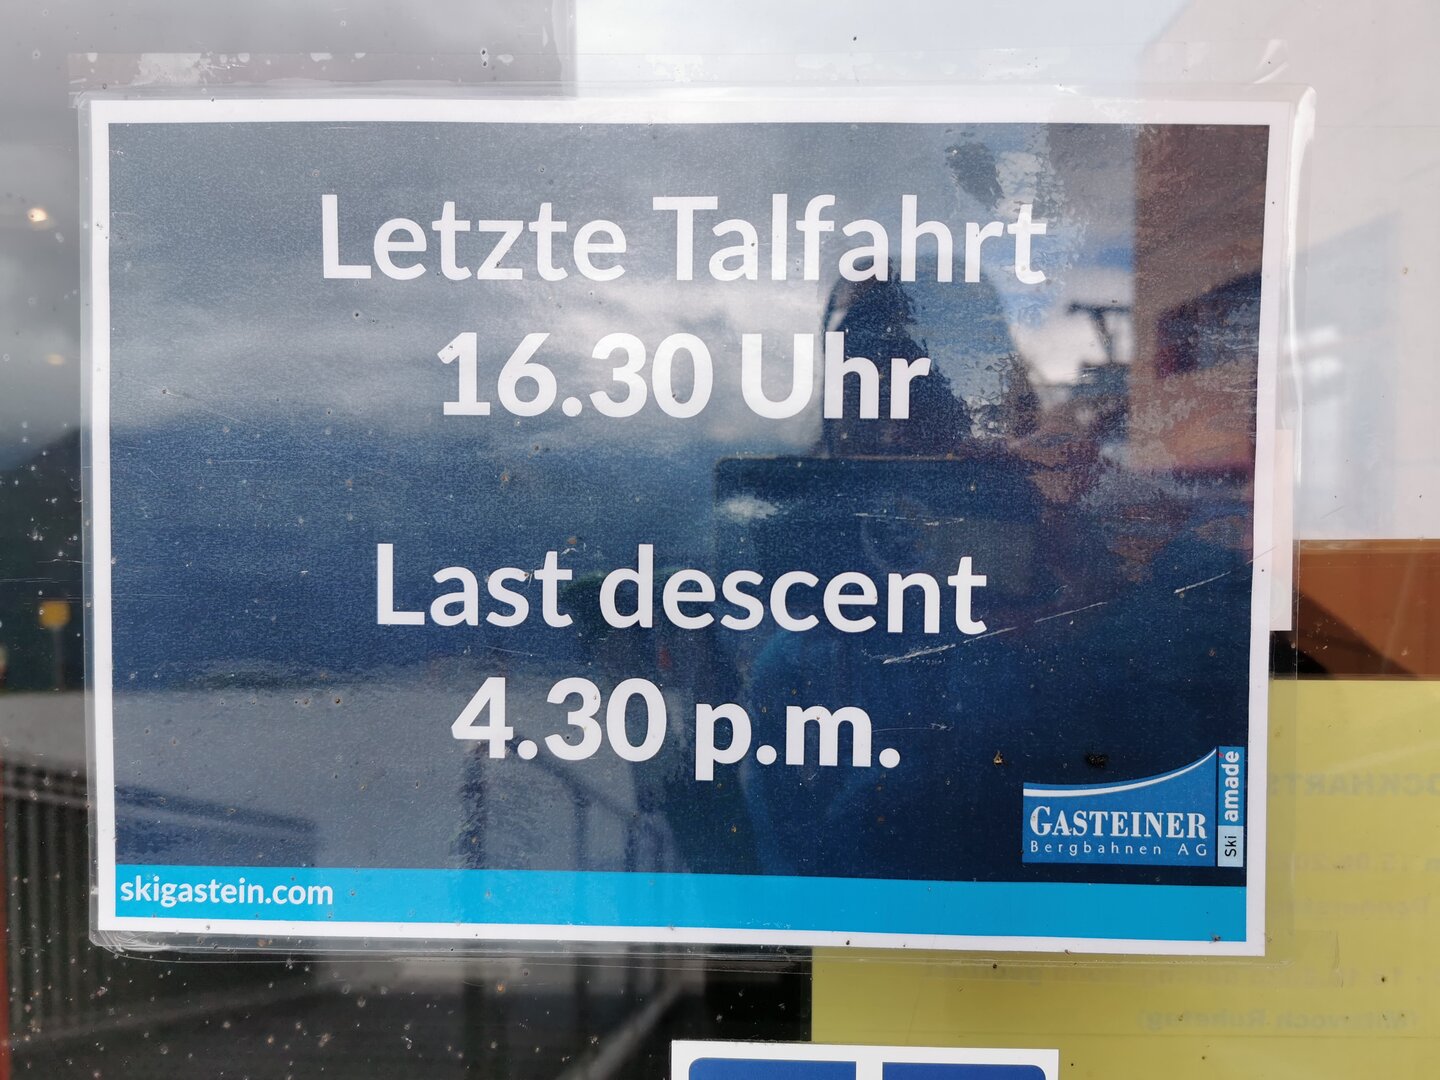 Letzte Talfahrt
16.30 Uhr
Last descent
4.30 p.m.
GASTEINER
Bergbahnen AG
Ski amadé
skigastein.com